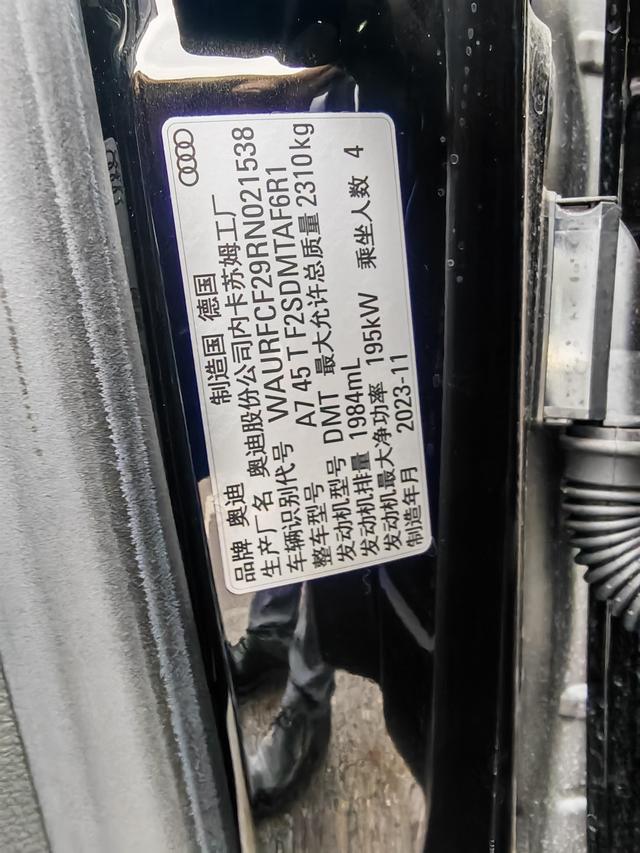 品牌 奥迪 制造国 德国
生产厂名 奥迪股份公司内卡苏姆工厂
车辆识别代号 WAURFCF29RRN021538
整车型号 A7 45 T F2SDMTAF6R1
发动机型号 DMT 最大允许总质量 2310kg
发动机排量 1984mL
发动机最大净功率 195kW 乘坐人数 4
制造年月 2023-11